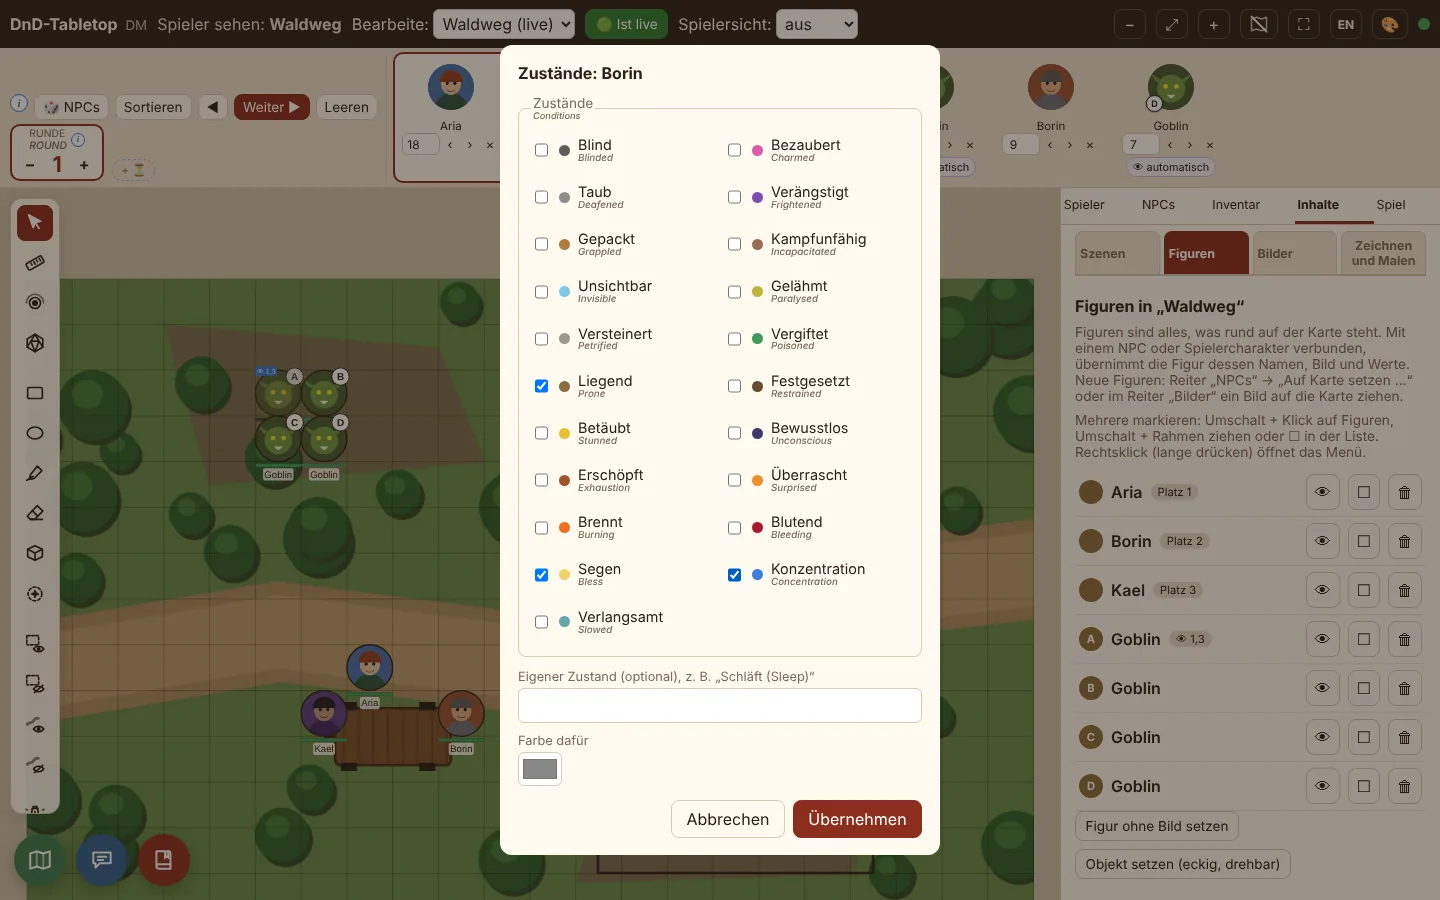 DnD-Tabletop DM Spieler sehen: Waldweg Bearbeite: Waldweg (live) Ist live Spielersicht: aus EN
Zustände: Borin
Zustände
Conditions
Blind
Blinded
Bezaubert
Charmed
Taub
Deafened
Verängstigt
Frightened
Gepackt
Grappled
Kampfunfähig
Incapacitated
Unsichtbar
Invisible
Gelähmt
Paralysed
Versteinert
Petrified
Vergiftet
Poisoned
Liegend
Prone
Festgesetzt
Restrained
Betäubt
Stunned
Bewusstlos
Unconscious
Erschöpft
Exhaustion
Überrascht
Surprised
Brennt
Burning
Blutend
Bleeding
Segen
Bless
Konzentration
Concentration
Verlangsamt
Slowed
Eigener Zustand (optional), z. B. „Schläft (Sleep)“
Farbe dafür
Abbrechen Übernehmen
i NPCs Sortieren ◀ Weiter ▶ Leeren
RUNDE
ROUND i
− 1 +
+ ⏳
Aria
18 ‹ › ×
in
› ×
atisch
Borin
9 ‹ › ×
D
Goblin
7 ‹ › ×
automatisch
1,3
A B
C D
Goblin Goblin
Aria
Kael Borin
Spieler NPCs Inventar Inhalte Spiel
Szenen Figuren Bilder Zeichnen
und Malen
Figuren in „Waldweg“
Figuren sind alles, was rund auf der Karte steht. Mit
einem NPC oder Spielercharakter verbunden,
übernimmt die Figur dessen Namen, Bild und Werte.
Neue Figuren: Reiter „NPCs“ → „Auf Karte setzen …“
oder im Reiter „Bilder“ ein Bild auf die Karte ziehen.
Mehrere markieren: Umschalt + Klick auf Figuren,
Umschalt + Rahmen ziehen oder ☐ in der Liste.
Rechtsklick (lange drücken) öffnet das Menü.
Aria Platz 1
Borin Platz 2
Kael Platz 3
A Goblin 1,3
B Goblin
C Goblin
D Goblin
Figur ohne Bild setzen
Objekt setzen (eckig, drehbar)